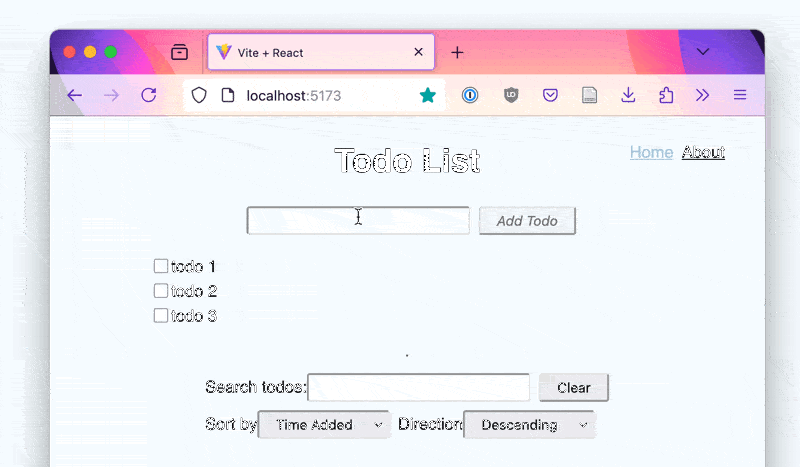 Vite + React
localhost:5173
Home About
Todo List
Add Todo
todo 1
todo 2
todo 3
Search todos: Clear
Sort by Time Added Direction Descending